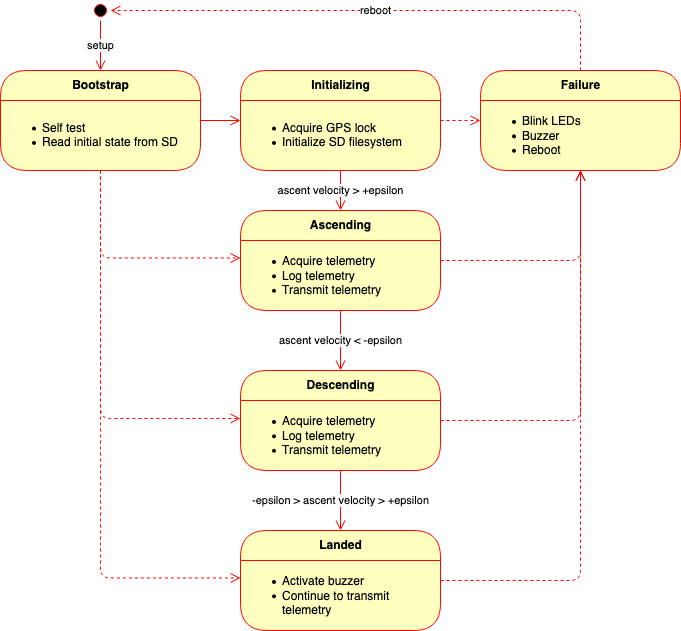 reboot
setup
Bootstrap
• Self test
• Read initial state from SD
Initializing
• Acquire GPS lock
• Initialize SD filesystem
Failure
• Blink LEDs
• Buzzer
• Reboot
ascent velocity > +epsilon
Ascending
• Acquire telemetry
• Log telemetry
• Transmit telemetry
ascent velocity < -epsilon
Descending
• Acquire telemetry
• Log telemetry
• Transmit telemetry
-epsilon > ascent velocity > +epsilon
Landed
• Activate buzzer
• Continue to transmit
telemetry